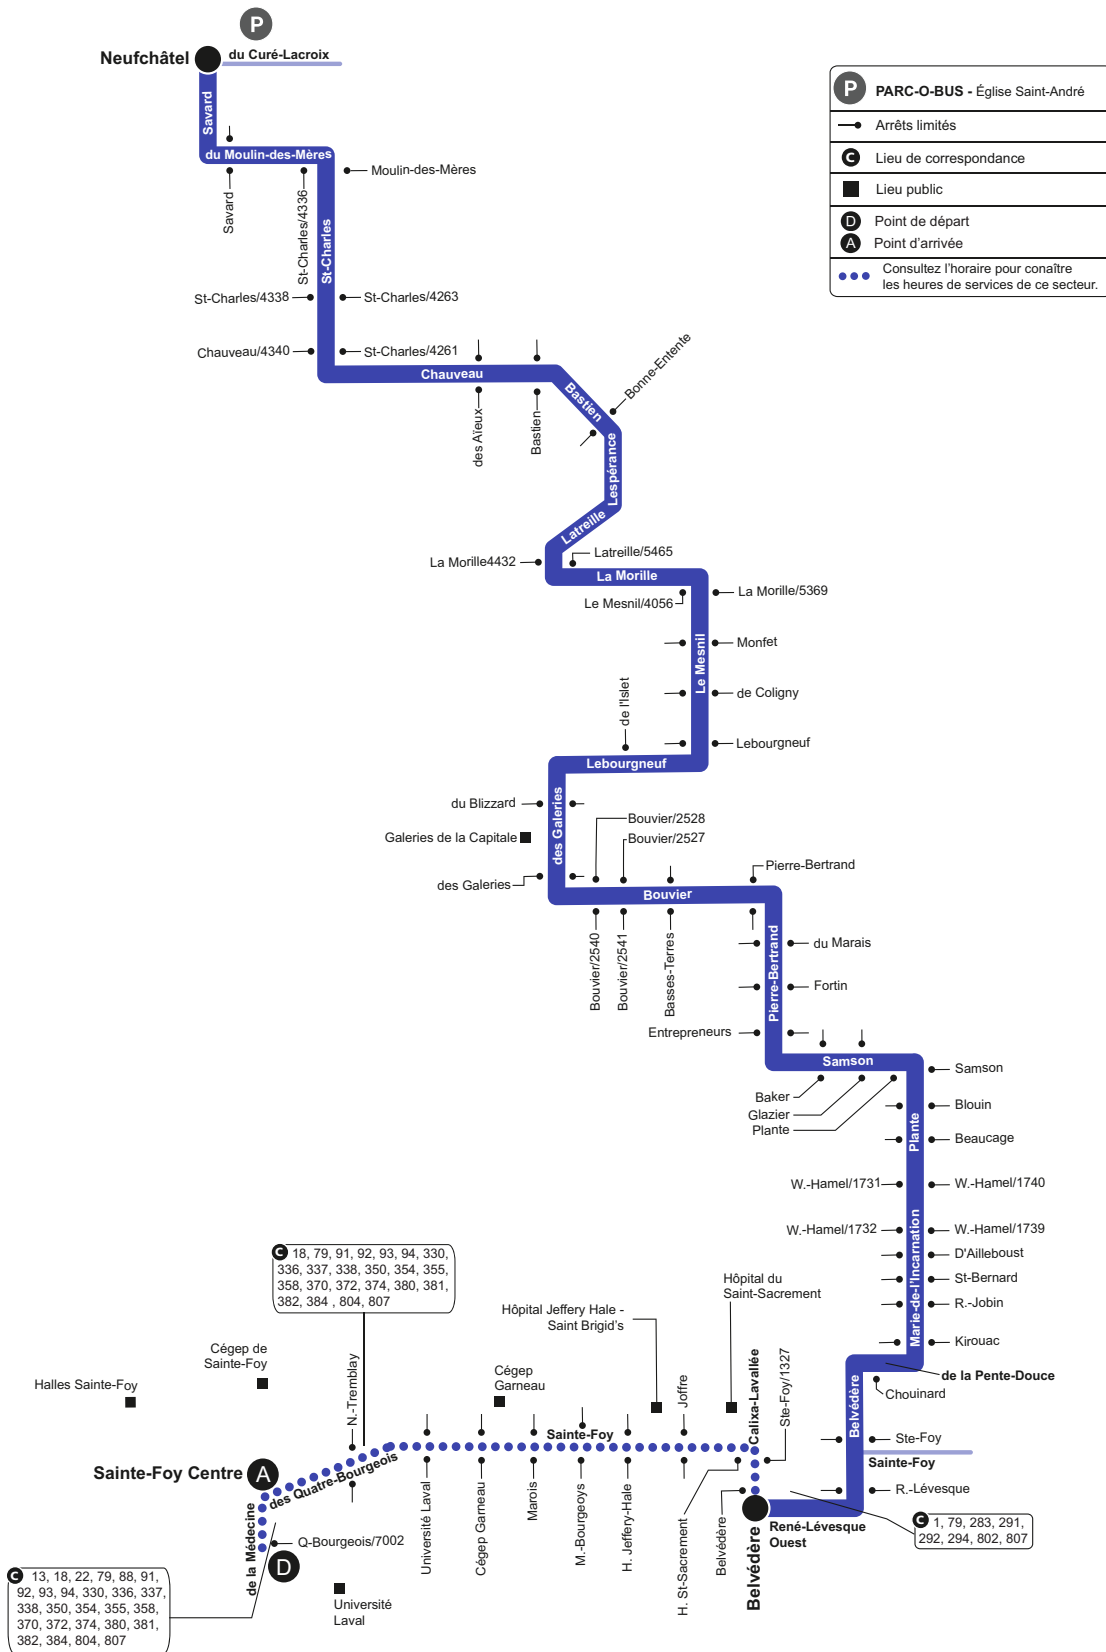 P
Neufchâtel
du Curé-Lacroix
P PARC-O-BUS - Église Saint-André
Arrêts limités
C Lieu de correspondance
Lieu public
D Point de départ
A Point d'arrivée
Consultez l'horaire pour conaître
les heures de services de ce secteur.
Savard
du Moulin-des-Mères
Moulin-des-Mères
Savard
St-Charles/4336
St-Charles
St-Charles/4338
St-Charles/4263
Chauveau/4340
St-Charles/4261
Chauveau
des Aïeux
Bastien
Bastien
Bonne-Entente
Lespérance
Latreille
La Morille4432
Latreille/5465
La Morille
Le Mesnil/4056
La Morille/5369
Le Mesnil
Monfet
de Coligny
de l'Islet
Lebourgneuf
Lebourgneuf
des Galeries
du Blizzard
Galeries de la Capitale
des Galeries
Bouvier/2528
Bouvier/2527
Pierre-Bertrand
Bouvier
Bouvier/2540
Bouvier/2541
Basses-Terres
Pierre-Bertrand
du Marais
Fortin
Entrepreneurs
Samson
Samson
Baker
Glazier
Plante
Plante
Blouin
Beaucage
W.-Hamel/1731
W.-Hamel/1740
W.-Hamel/1732
W.-Hamel/1739
Marie-de-l'Incarnation
D'Ailleboust
St-Bernard
R.-Jobin
Kirouac
de la Pente-Douce
Chouinard
Belvédère
Ste-Foy
Sainte-Foy
R.-Lévesque
René-Lévesque
Ouest
C 1, 79, 283, 291,
292, 294, 802, 807
Belvédère
Belvédère
Calixa-Lavallée
Ste-Foy/1327
Hôpital du
Saint-Sacrement
Hôpital Jeffery Hale -
Saint Brigid's
Joffre
H. St-Sacrement
H. Jeffery-Hale
M.-Bourgeoys
Sainte-Foy
Marois
Cégep
Garneau
Cégep Garneau
Université Laval
C 18, 79, 91, 92, 93, 94, 330,
336, 337, 338, 350, 354, 355,
358, 370, 372, 374, 380, 381,
382, 384 , 804, 807
N.-Tremblay
des Quatre-Bourgeois
Cégep de
Sainte-Foy
Halles Sainte-Foy
Sainte-Foy Centre A
de la Médecine
Q-Bourgeois/7002
D
Université
Laval
C 13, 18, 22, 79, 88, 91,
92, 93, 94, 330, 336, 337,
338, 350, 354, 355, 358,
370, 372, 374, 380, 381,
382, 384, 804, 807